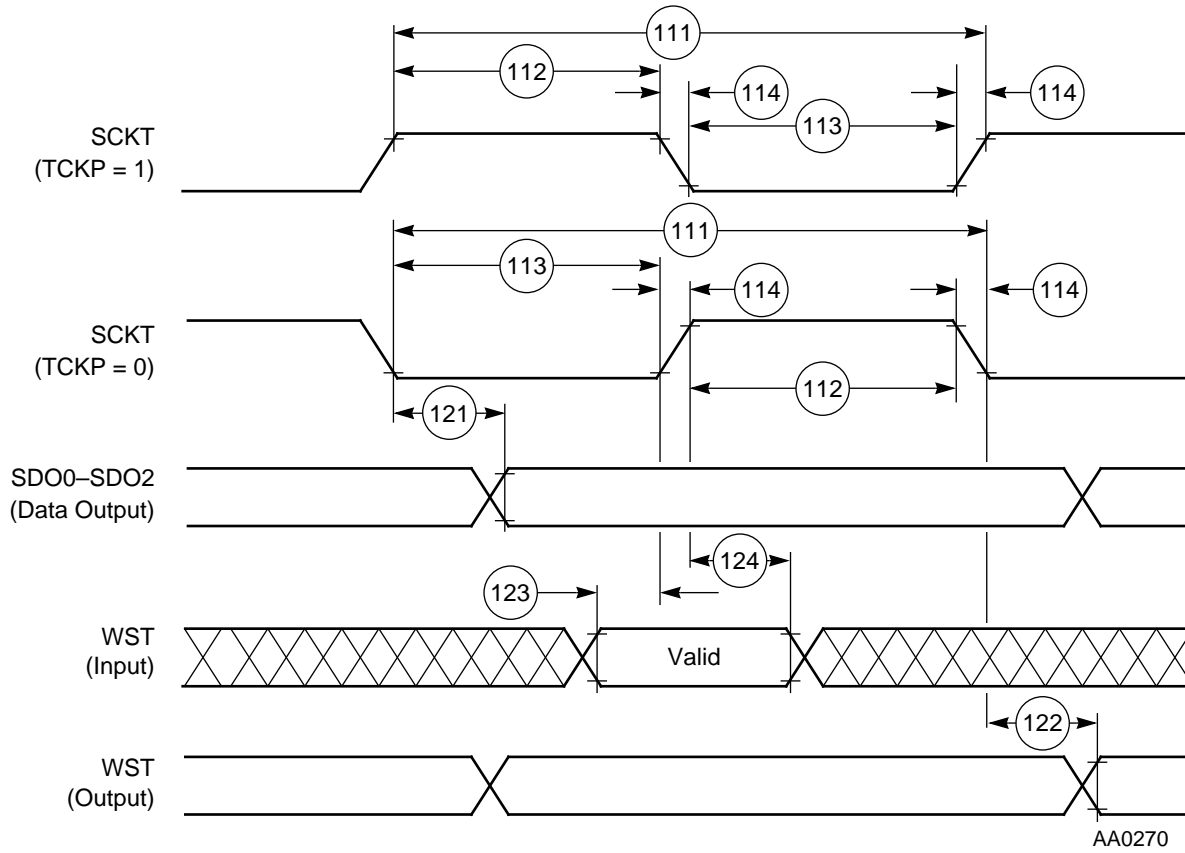 111
112
114
114
113
SCKT
(TCKP = 1)
111
113
114
114
SCKT
(TCKP = 0)
112
121
SDO0–SDO2
(Data Output)
124
123
WST
(Input)
Valid
122
WST
(Output)
AA0270